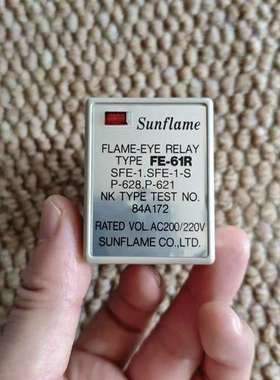 Sunflame
FLAME-EYE RELAY
TYPE FE-61R
SFE-1.SFE-1-S
P-628.P-621
NK TYPE TEST NO.
84A172
RATED VOL.AC200/220V
SUNFLAME CO.,LTD.